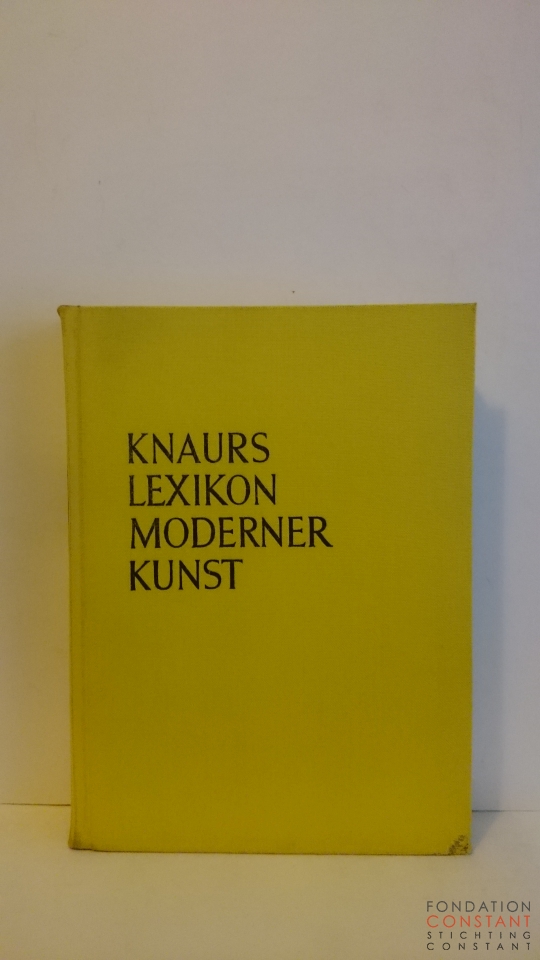 KNAURS
LEXIKON
MODERNER
KUNST
FONDATION
CONSTANT
STICHTING
CONSTANT